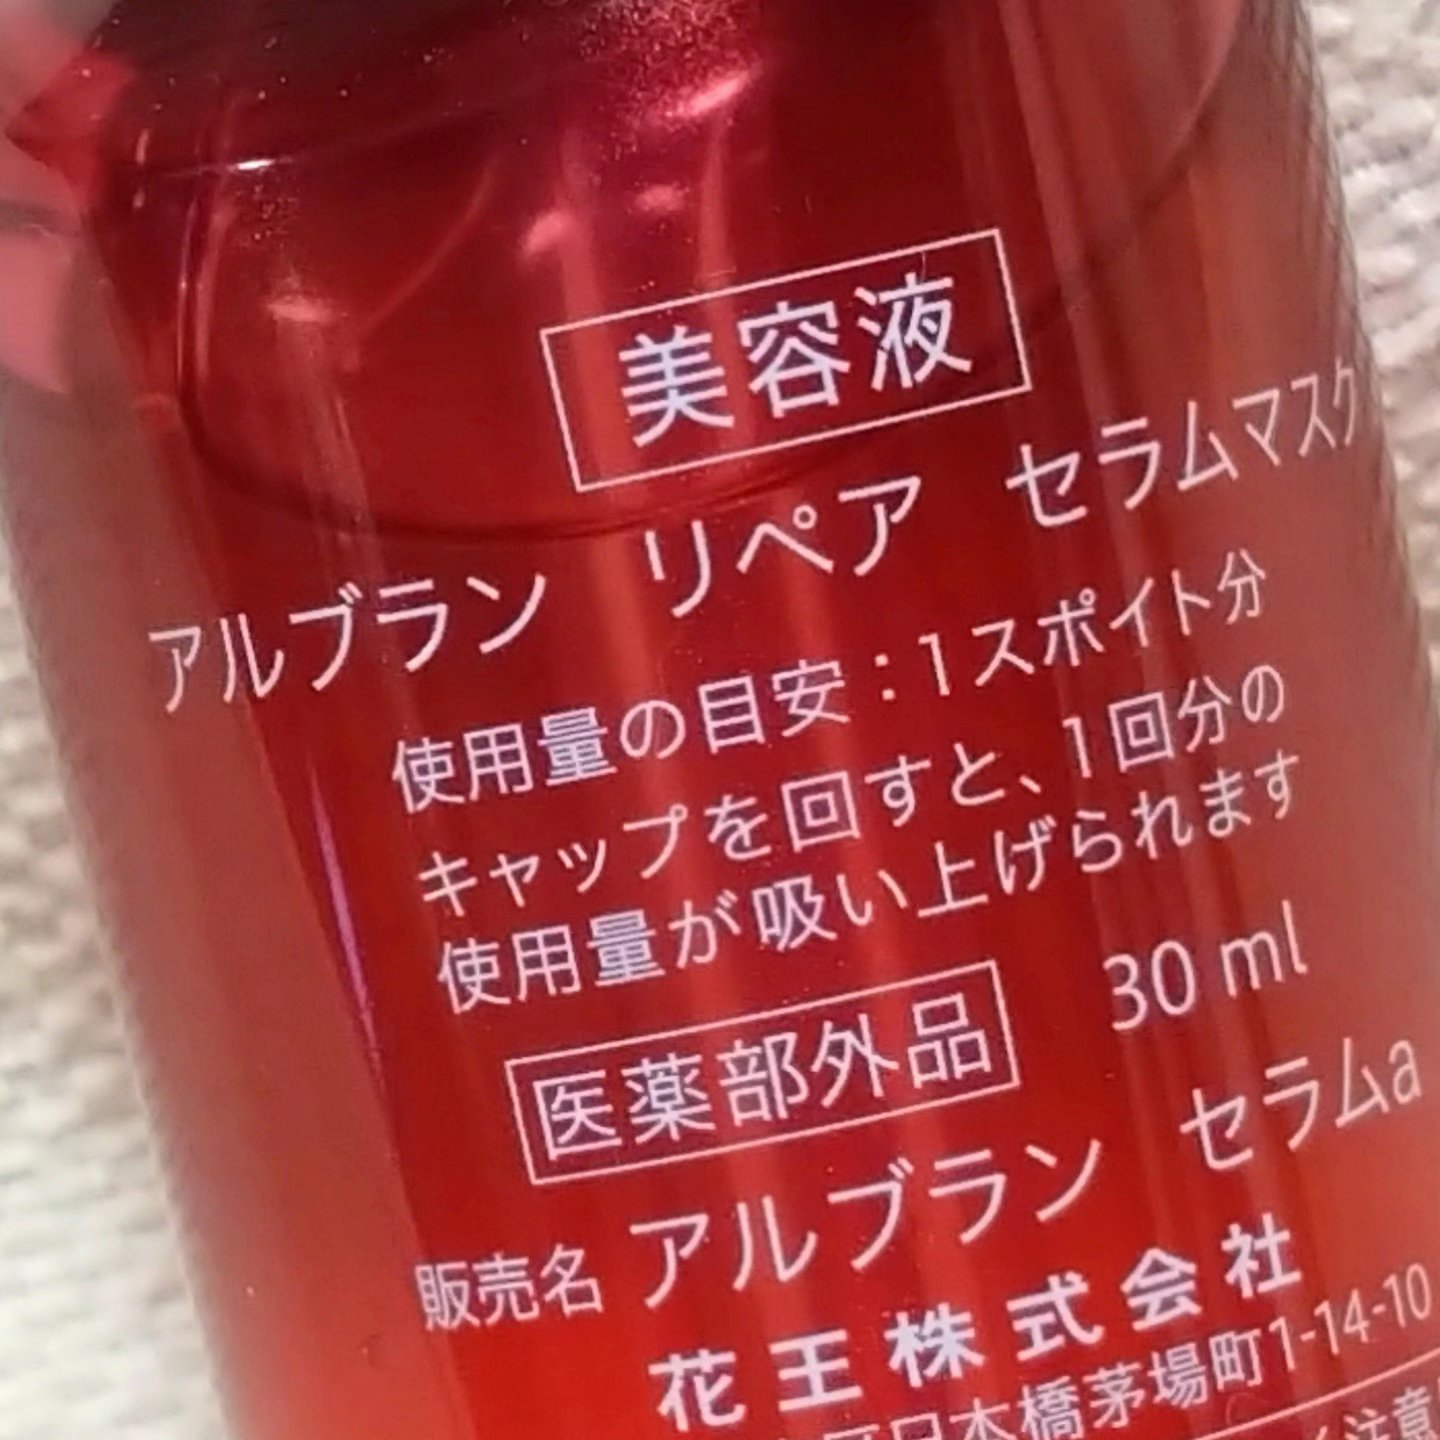 美容液
アルブラン リペア セラムマスク
使用量の目安：1スポイト分
キャップを回すと、1回分の
使用量が吸い上げられます
医薬部外品 30 ml
販売名 アルブラン セラムa
花王株式会社
日本橋茅場町1-14-10
注意